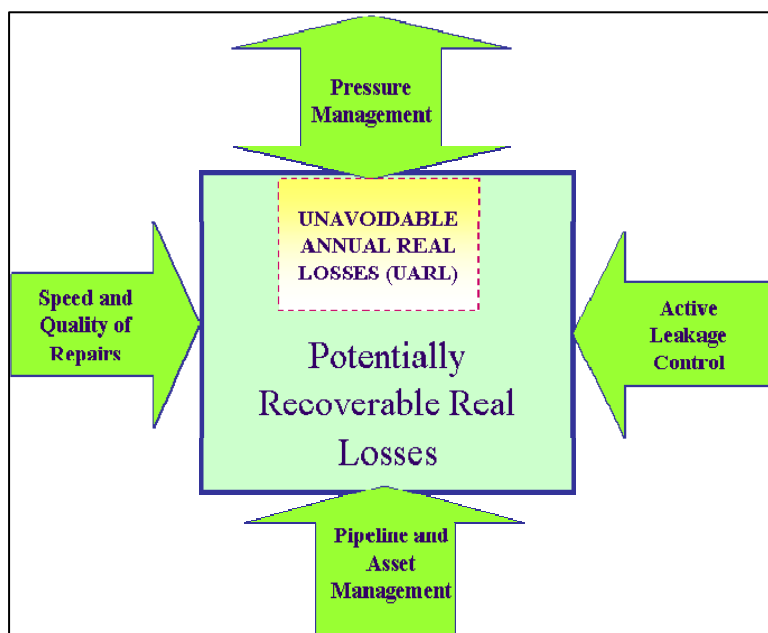 Pressure
Management
UNAVOIDABLE
ANNUAL REAL
LOSSES (UARL)
Speed and
Quality of
Repairs
Active
Leakage
Control
Potentially
Recoverable Real
Losses
Pipeline and
Asset
Management